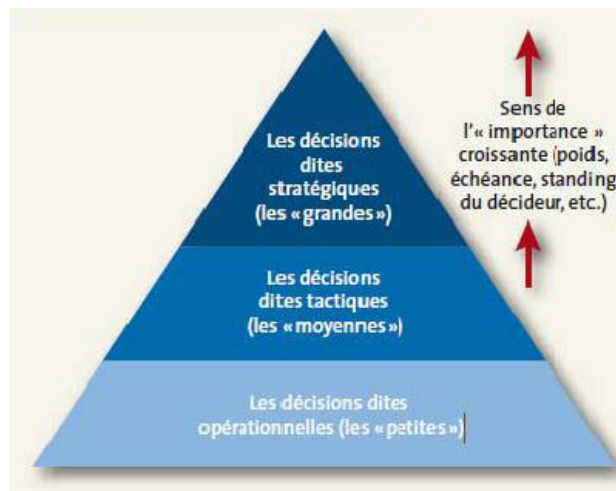 Les décisions
dites
stratégiques
(les « grandes »)
Sens de
l'« importance »
croissante (poids,
échéance, standing
du décideur, etc.)
Les décisions
dites tactiques
(les « moyennes »)
Les décisions dites
opérationnelles (les « petites »)